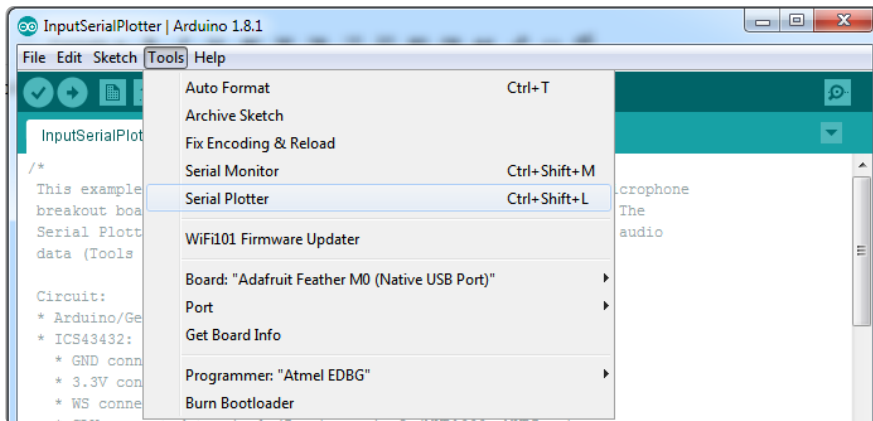 InputSerialPlotter | Arduino 1.8.1
File Edit Sketch Tools Help
Auto Format Ctrl+T
Archive Sketch
Fix Encoding & Reload
Serial Monitor Ctrl+Shift+M
Serial Plotter Ctrl+Shift+L
WiFi101 Firmware Updater
Board: "Adafruit Feather M0 (Native USB Port)"
Port
Get Board Info
Programmer: "Atmel EDBG"
Burn Bootloader
InputSerialPlot
/*
This example crophone
breakout boa The
Serial Plott audio
data (Tools
Circuit:
* Arduino/Ge
* ICS43432:
* GND conn
* 3.3V con
* WS conne